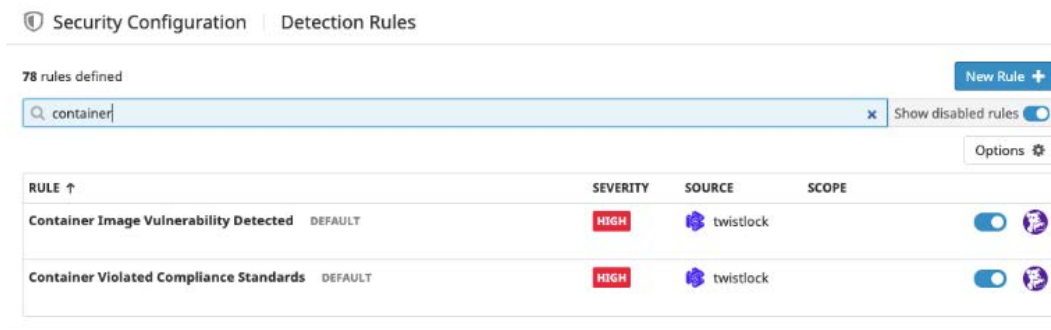 Security Configuration Detection Rules
78 rules defined
New Rule +
container
Show disabled rules
Options
RULE ↑ SEVERITY SOURCE SCOPE
Container Image Vulnerability Detected DEFAULT HIGH twistlock
Container Violated Compliance Standards DEFAULT HIGH twistlock